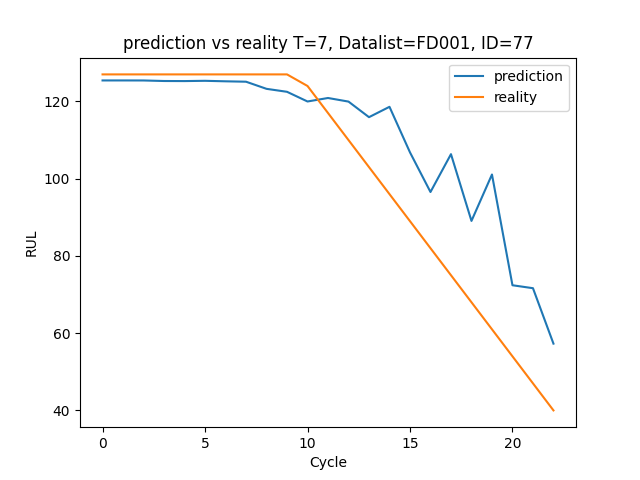 prediction vs reality T=7, Datalist=FD001, ID=77
prediction
reality
120
100
80
60
40
RUL
0 5 10 15 20
Cycle